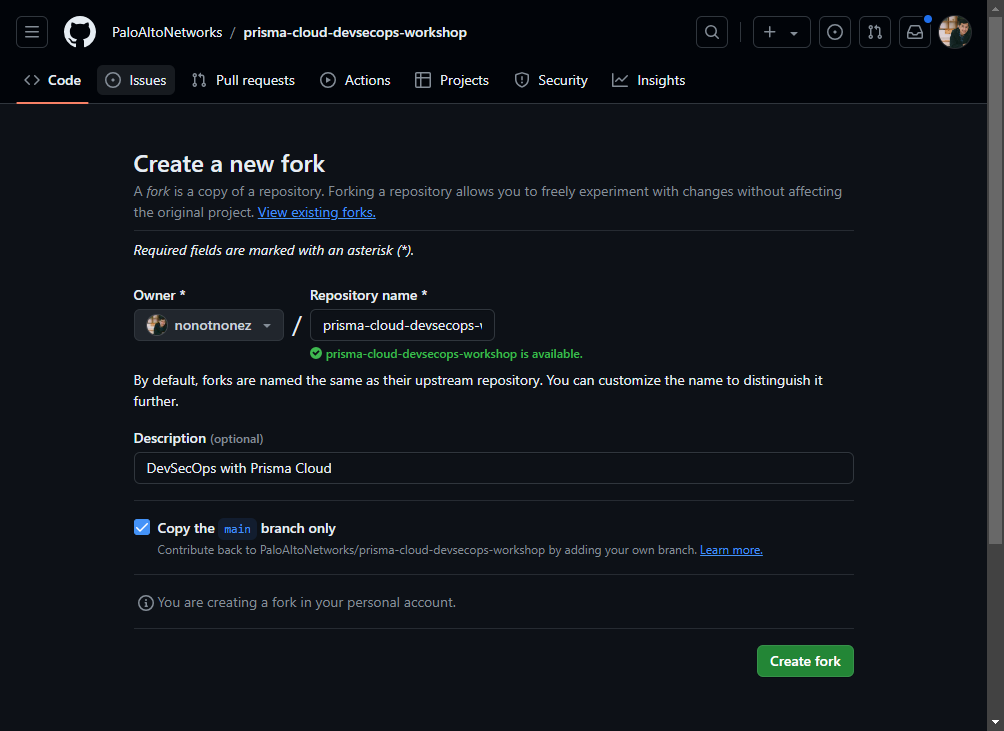 PaloAltoNetworks / prisma-cloud-devsecops-workshop
Code Issues Pull requests Actions Projects Security Insights
Create a new fork
A fork is a copy of a repository. Forking a repository allows you to freely experiment with changes without affecting
the original project. View existing forks.
Required fields are marked with an asterisk (*).
Owner * Repository name *
nonotnonez / prisma-cloud-devsecops-
prisma-cloud-devsecops-workshop is available.
By default, forks are named the same as their upstream repository. You can customize the name to distinguish it
further.
Description (optional)
DevSecOps with Prisma Cloud
Copy the main branch only
Contribute back to PaloAltoNetworks/prisma-cloud-devsecops-workshop by adding your own branch. Learn more.
You are creating a fork in your personal account.
Create fork